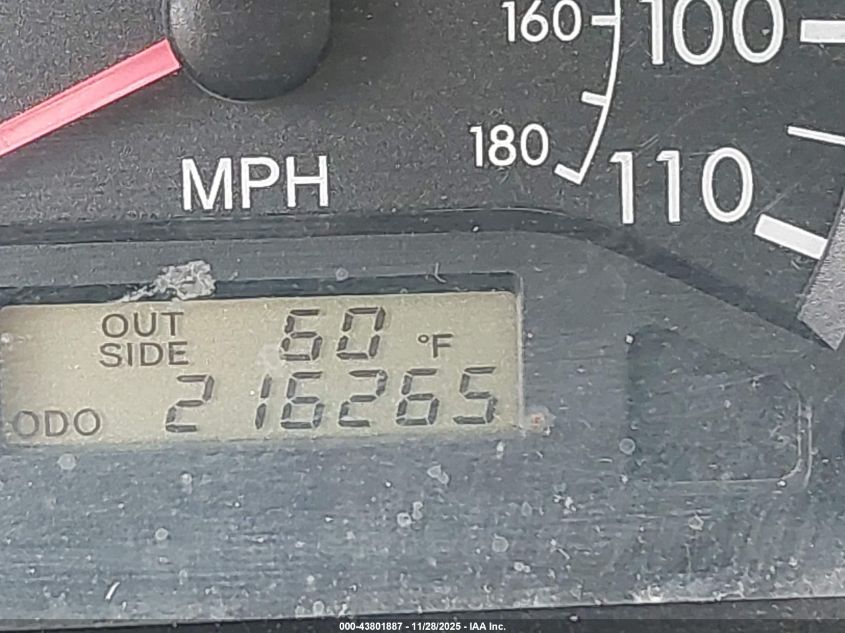 160
100
180
110
MPH
OUT SIDE 60 °F
ODO 216265
000-43801887 - 11/28/2025 - IAA Inc.